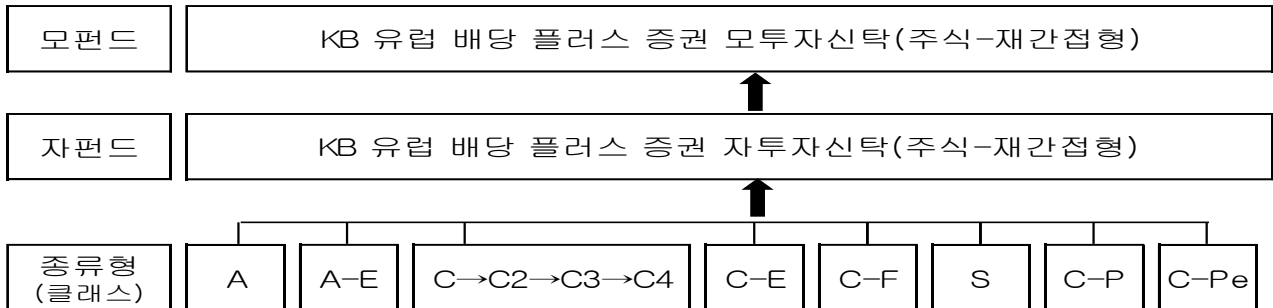 모펀드
KB 유럽 배당 플러스 증권 모투자신탁(주식-재간접형)
자펀드
KB 유럽 배당 플러스 증권 자투자신탁(주식-재간접형)
종류형
(클래스)
A
A-E
C→C2→C3→C4
C-E
C-F
S
C-P
C-Pe